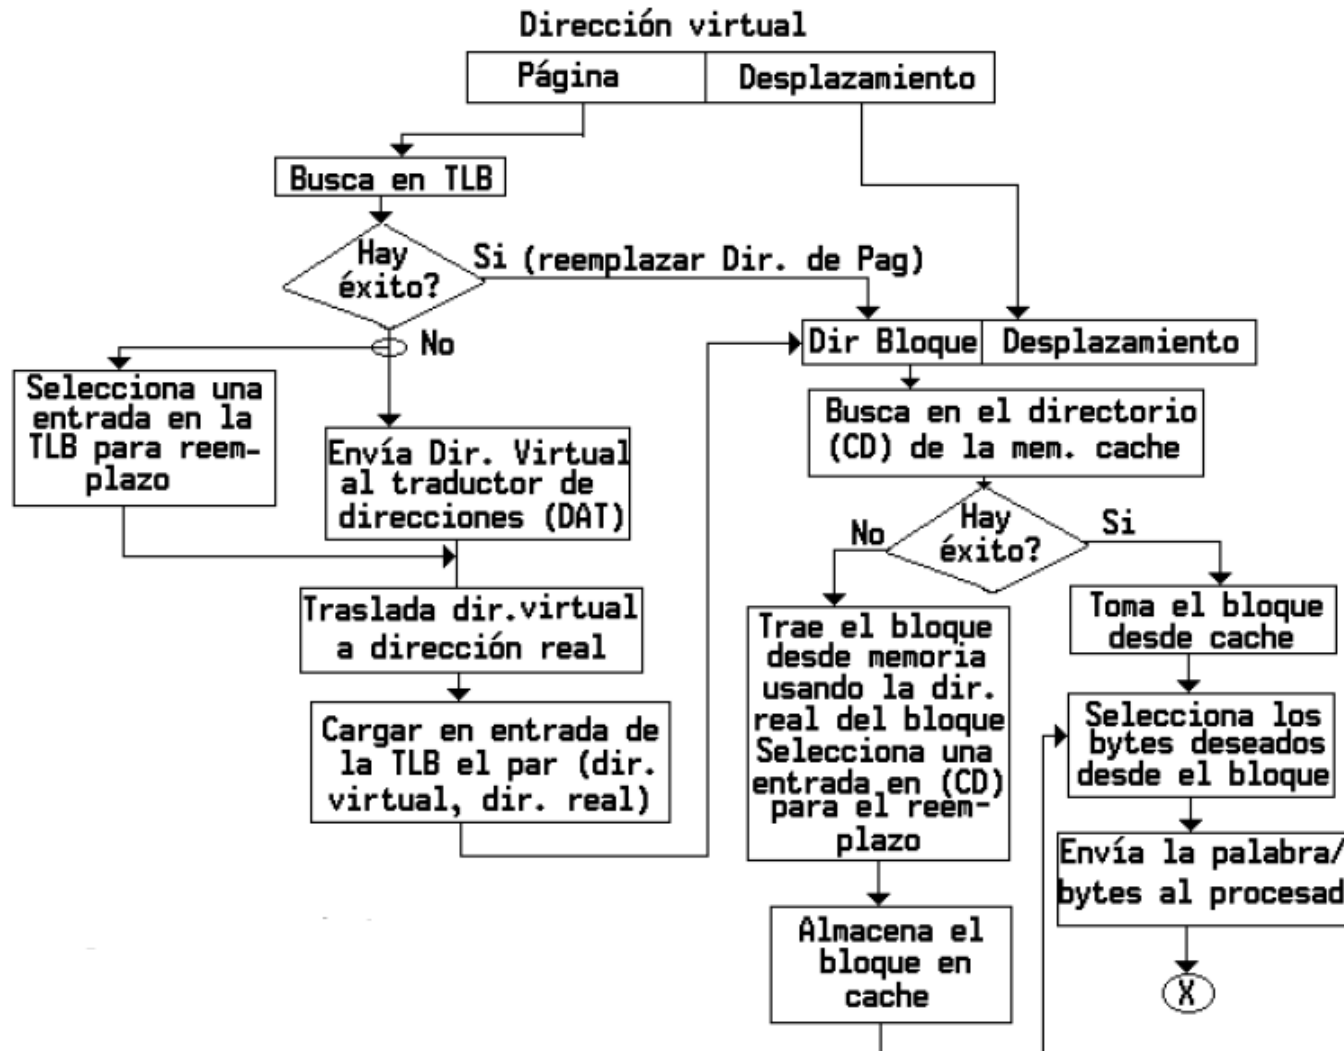 Dirección virtual
Página
Desplazamiento
Busca en TLB
Hay
éxito?
Si (reemplazar Dir. de Pag)
No
Selecciona una
entrada en la
TLB para reem-
plazo
Envía Dir. Virtual
al traductor de
direcciones (DAT)
Traslada dir.virtual
a dirección real
Cargar en entrada de
la TLB el par (dir.
virtual, dir. real)
Dir Bloque
Desplazamiento
Busca en el directorio
(CD) de la mem. cache
Hay
éxito?
No
Si
Trae el bloque
desde memoria
usando la dir.
real del bloque
Selecciona una
entrada en (CD)
para el reem-
plazo
Almacena el
bloque en
cache
Toma el bloque
desde cache
Selecciona los
bytes deseados
desde el bloque
Envía la palabra/
bytes al procesad
X